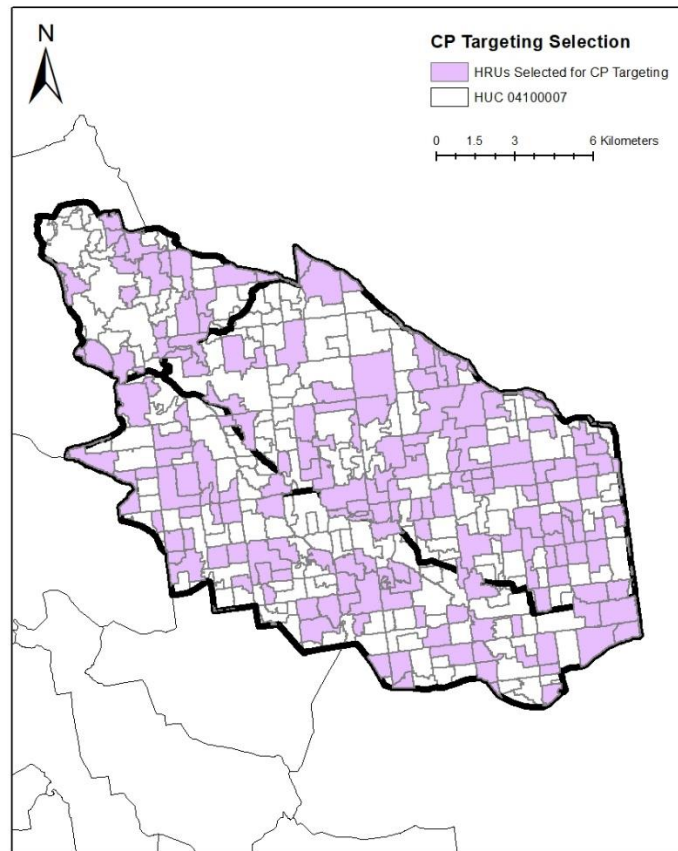 N
CP Targeting Selection
HRUs Selected for CP Targeting
HUC 04100007
0 1.5 3 6 Kilometers